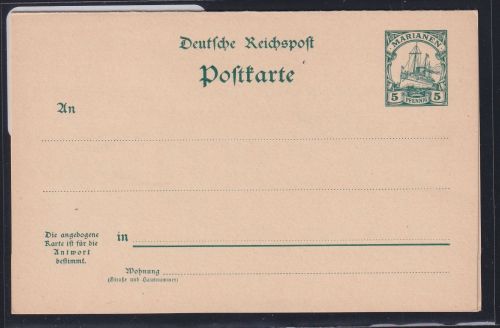 Deutsche Reichspost
Postkarte
MARIANEN
5 PFENNIG 5
An
Die angebogene
Karte ist für die
Antwort
bestimmt.
in
Wohnung
(Straße und Hausnummer)